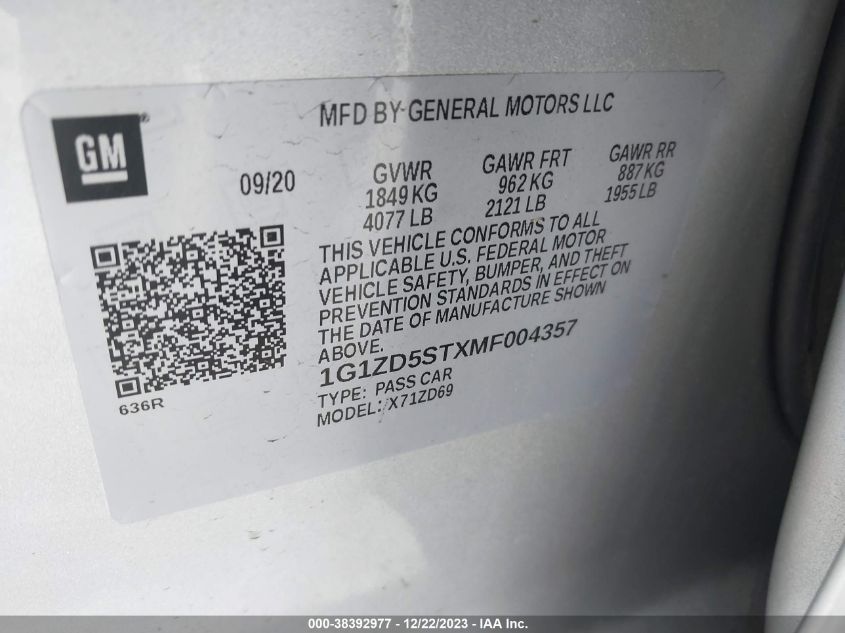 MFD BY GENERAL MOTORS LLC
GM®
09/20
GVWR
1849 KG
4077 LB
GAWR FRT
962 KG
2121 LB
GAWR RR
887 KG
1955 LB
THIS VEHICLE CONFORMS TO ALL
APPLICABLE U.S. FEDERAL MOTOR
VEHICLE SAFETY, BUMPER, AND THEFT
PREVENTION STANDARDS IN EFFECT ON
THE DATE OF MANUFACTURE SHOWN
ABOVE.
1G1ZD5STXMF004357
TYPE: PASS CAR
MODEL: X71ZD69
636R
000-38392977 - 12/22/2023 - IAA Inc.